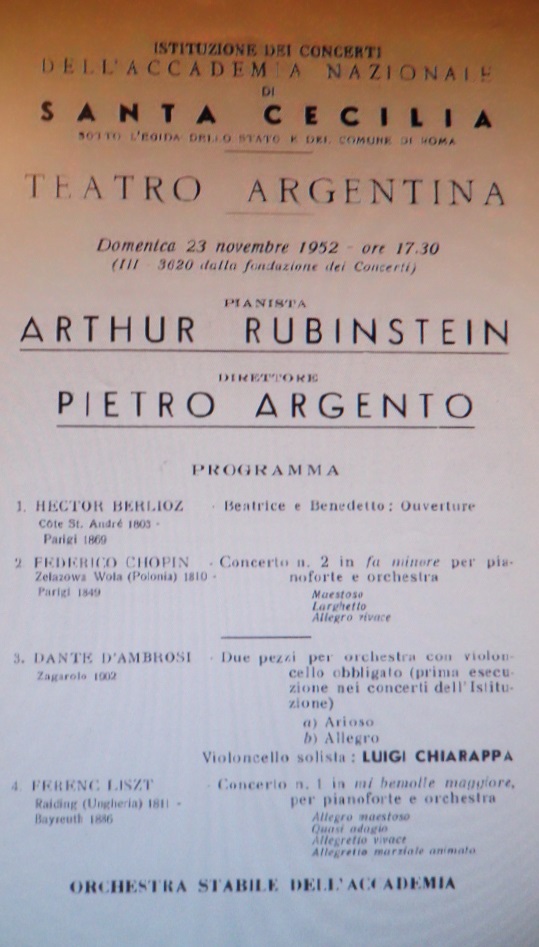 ISTITUZIONE DEI CONCERTI
DELL'ACCADEMIA NAZIONALE
DI
SANTA CECILIA
SOTTO L'EGIDA DELLO STATO E DEL COMUNE DI ROMA
TEATRO ARGENTINA
Domenica 23 novembre 1952 - ore 17.30
(III - 3620 dalla fondazione dei Concerti)
PIANISTA
ARTHUR RUBINSTEIN
DIRETTORE
PIETRO ARGENTO
PROGRAMMA
1. HECTOR BERLIOZ - Beatrice e Benedetto: Ouverture
Côte St. André 1803 -
Parigi 1869
2 FEDERICO CHOPIN - Concerto n. 2 in fa minore per pia-
Zelazowa Wola (Polonia) 1810 - noforte e orchestra
Parigi 1849 Maestoso
Larghetto
Allegro vivace
3. DANTE D'AMBROSI - Due pezzi per orchestra con violon-
Zagarolo 1902 cello obbligato (prima esecu-
zione nei concerti dell'Istitu-
zione)
a) Arioso
b) Allegro
Violoncello solista: LUIGI CHIARAPPA
4. FERENC LISZT - Concerto n. 1 in mi bemolle maggiore,
Raiding (Ungheria) 1811 - per pianoforte e orchestra
Bayreuth 1886 Allegro maestoso
Quasi adagio
Allegretto vivace
Allegretto marziale animato
ORCHESTRA STABILE DELL'ACCADEMIA